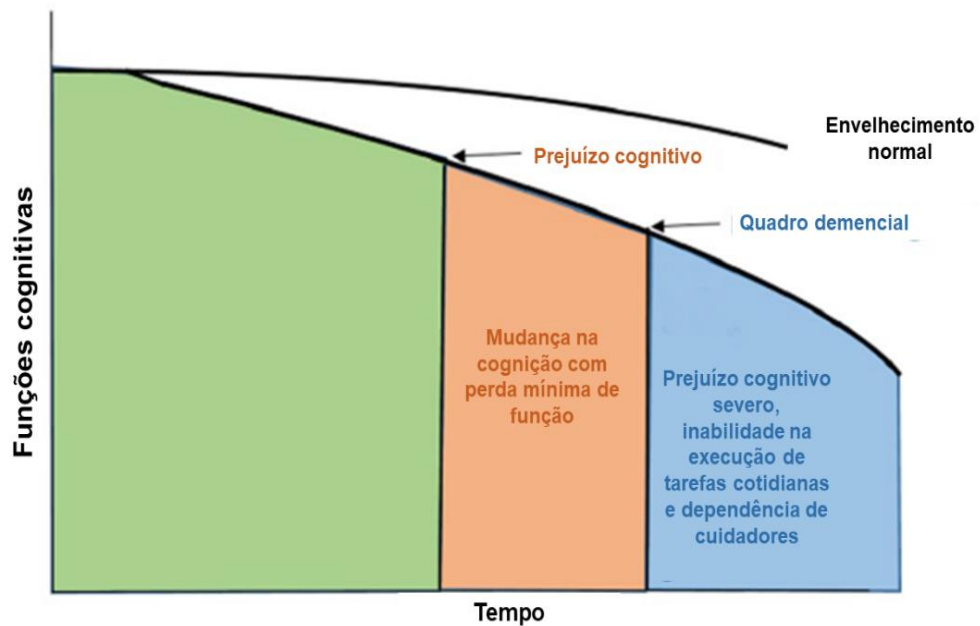 Envelhecimento
normal
Prejuízo cognitivo
Quadro demencial
Funções cognitivas
Mudança na
cognição com
perda mínima de
função
Prejuízo cognitivo
severo,
inabilidade na
execução de
tarefas cotidianas
e dependência de
cuidadores
Tempo